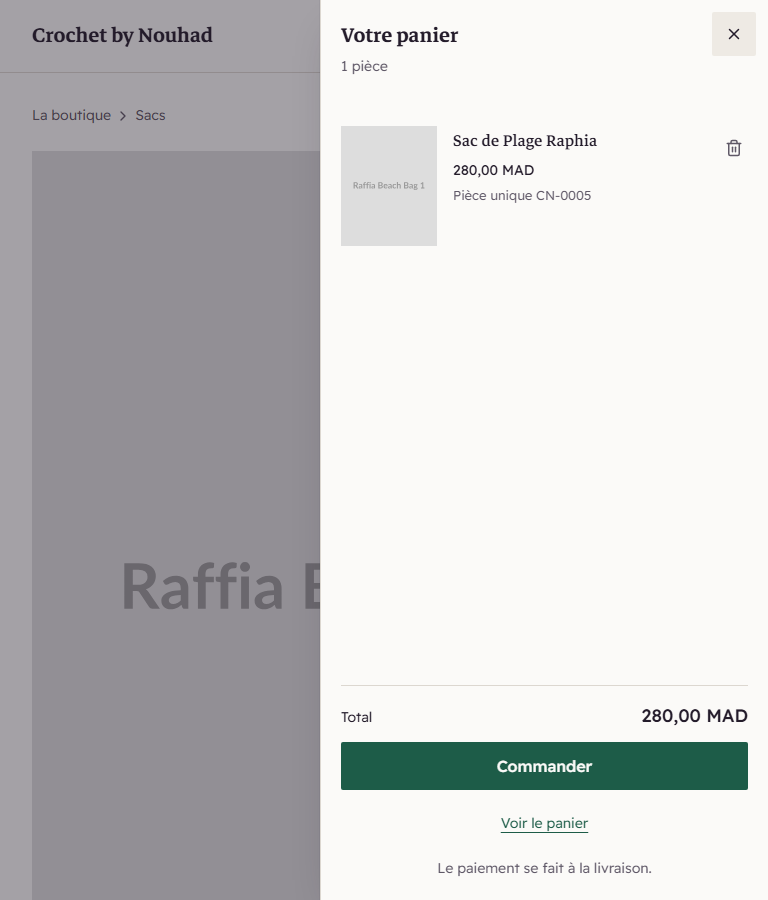 Crochet by Nouhad
La boutique > Sacs
Raffia B
Votre panier
1 pièce
Raffia Beach Bag 1
Sac de Plage Raphia
280,00 MAD
Pièce unique CN-0005
Total
280,00 MAD
Commander
Voir le panier
Le paiement se fait à la livraison.